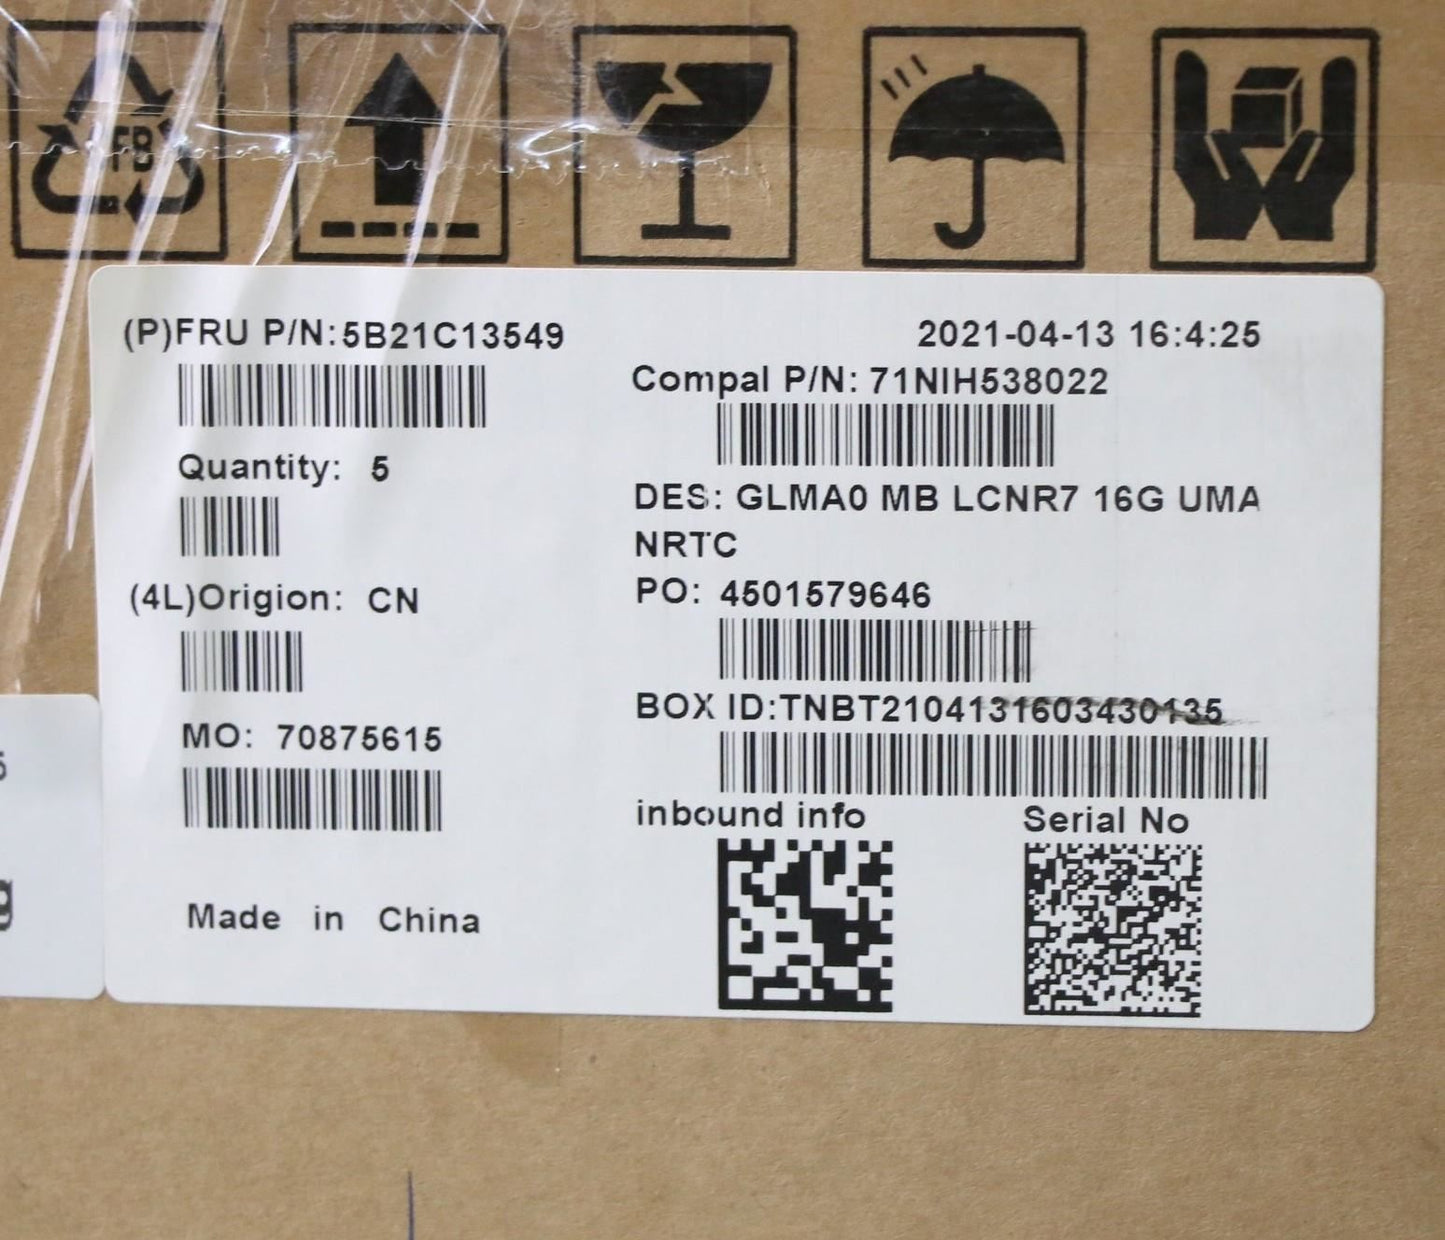 FB
(P)FRU P/N:5B21C13549
2021-04-13 16:4:25
Compal P/N: 71NIH538022
Quantity: 5
DES: GLMA0 MB LCNR7 16G UMA
NRTC
(4L)Origion: CN
PO: 4501579646
BOX ID:TNBT2104131603430135
MO: 70875615
inbound info
Serial No
Made in China
g